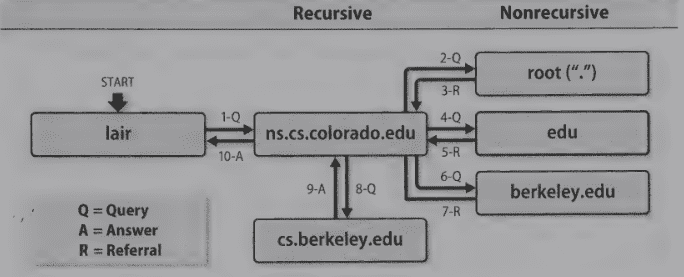 Recursive Nonrecursive
START
lair
1-Q
10-A
ns.cs.colorado.edu
2-Q
3-R
root (“.”)
4-Q
5-R
edu
6-Q
7-R
berkeley.edu
9-A
8-Q
cs.berkeley.edu
Q = Query
A = Answer
R = Referral